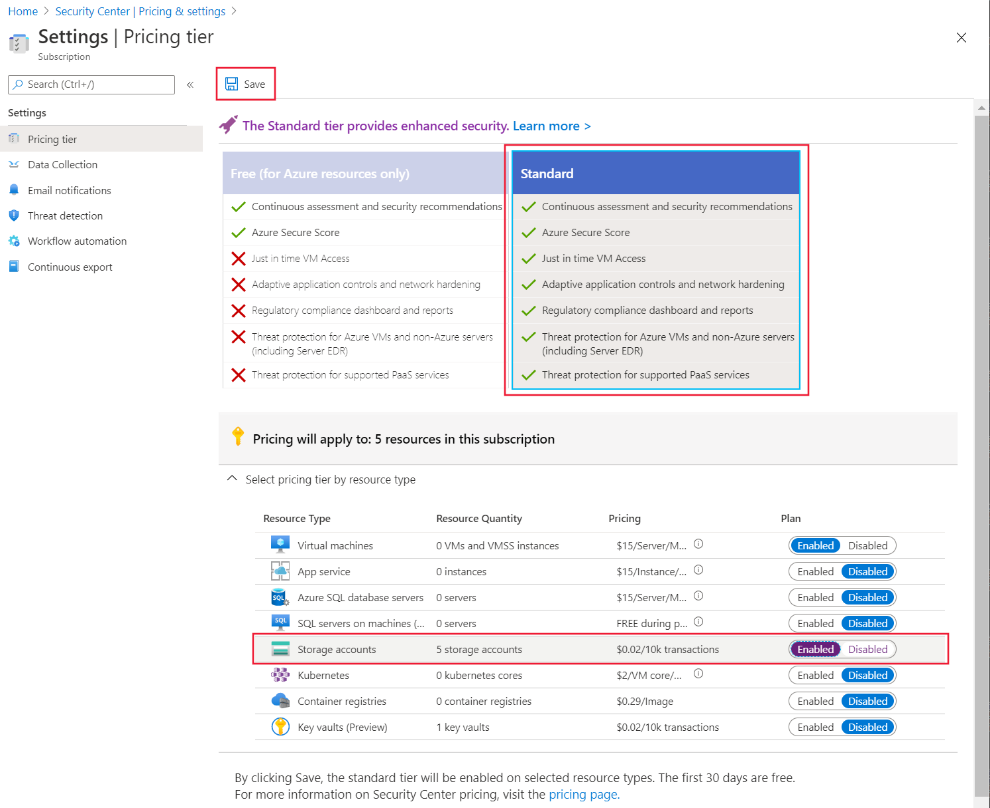 Home > Security Center | Pricing & settings >
Settings | Pricing tier
Subscription
Search (Ctrl+/)
«
Save
Settings
Pricing tier
Data Collection
Email notifications
Threat detection
Workflow automation
Continuous export
The Standard tier provides enhanced security. Learn more >
Free (for Azure resources only)
Continuous assessment and security recommendations
Azure Secure Score
Just in time VM Access
Adaptive application controls and network hardening
Regulatory compliance dashboard and reports
Threat protection for Azure VMs and non-Azure servers
(including Server EDR)
Threat protection for supported PaaS services
Standard
Continuous assessment and security recommendations
Azure Secure Score
Just in time VM Access
Adaptive application controls and network hardening
Regulatory compliance dashboard and reports
Threat protection for Azure VMs and non-Azure servers
(including Server EDR)
Threat protection for supported PaaS services
Pricing will apply to: 5 resources in this subscription
Select pricing tier by resource type
Resource Type Resource Quantity Pricing Plan
Virtual machines 0 VMs and VMSS instances $15/Server/M... Enabled Disabled
App service 0 instances $15/Instance/... Enabled Disabled
SQL Azure SQL database servers 0 servers $15/Server/M... Enabled Disabled
SQL SQL servers on machines (... 0 servers FREE during p... Enabled Disabled
Storage accounts 5 storage accounts $0.02/10k transactions Enabled Disabled
Kubernetes 0 kubernetes cores $2/VM core/... Enabled Disabled
Container registries 0 container registries $0.29/Image Enabled Disabled
Key vaults (Preview) 1 key vaults $0.02/10k transactions Enabled Disabled
By clicking Save, the standard tier will be enabled on selected resource types. The first 30 days are free.
For more information on Security Center pricing, visit the pricing page.